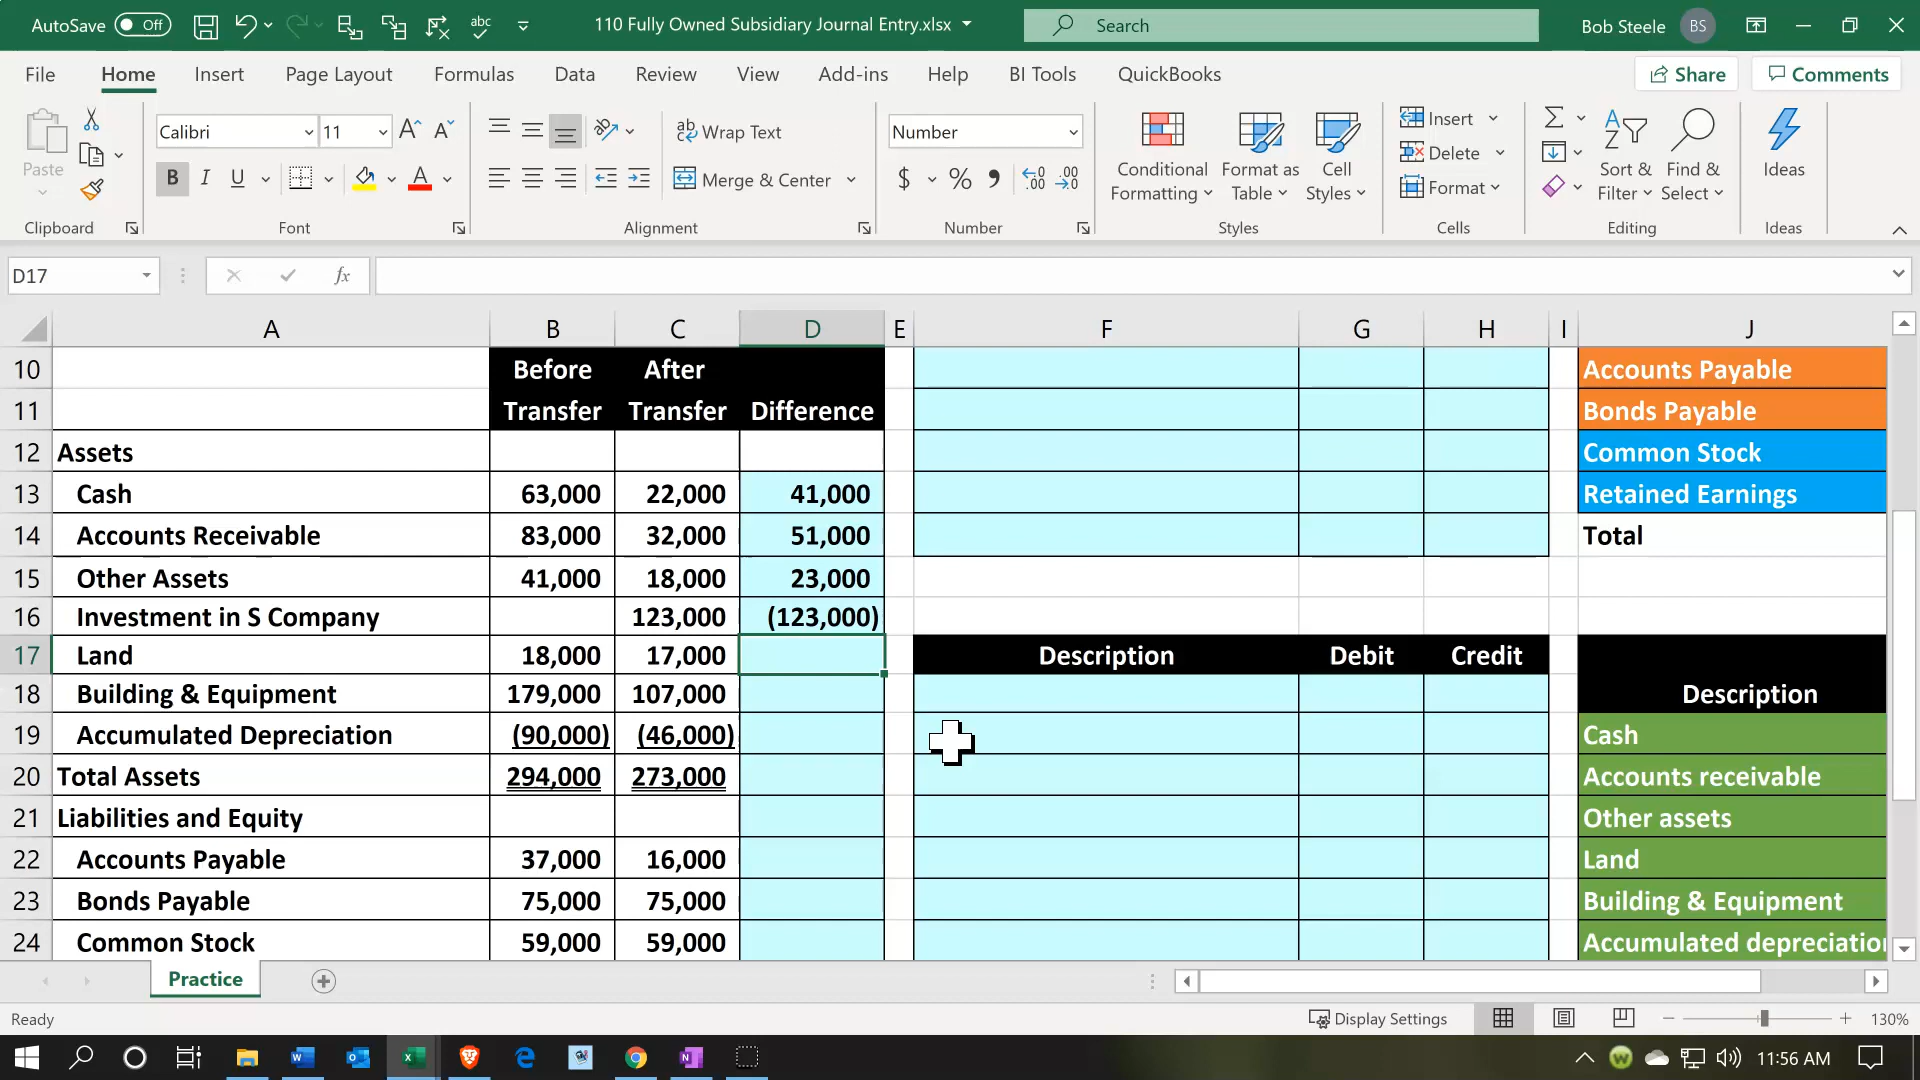 AutoSave Off
110 Fully Owned Subsidiary Journal Entry.xlsx
Search
Bob Steele BS
File Home Insert Page Layout Formulas Data Review View Add-ins Help BI Tools QuickBooks Share Comments
Paste
Calibri 11
Wrap Text
Merge & Center
Number
Conditional Formatting
Format as Table
Cell Styles
Insert
Delete
Format
Sort & Filter
Find & Select
Ideas
Clipboard Font Alignment Number Styles Cells Editing Ideas
D17 fx
A B C D E F G H I J
10 Before After Accounts Payable
11 Transfer Transfer Difference Bonds Payable
12 Assets Common Stock
13 Cash 63,000 22,000 41,000 Retained Earnings
14 Accounts Receivable 83,000 32,000 51,000 Total
15 Other Assets 41,000 18,000 23,000
16 Investment in S Company 123,000 (123,000)
17 Land 18,000 17,000 Description Debit Credit
18 Building & Equipment 179,000 107,000 Description
19 Accumulated Depreciation (90,000) (46,000) Cash
20 Total Assets 294,000 273,000 Accounts receivable
21 Liabilities and Equity Other assets
22 Accounts Payable 37,000 16,000 Land
23 Bonds Payable 75,000 75,000 Building & Equipment
24 Common Stock 59,000 59,000 Accumulated depreciatio
Practice
Ready Display Settings 130%
11:56 AM